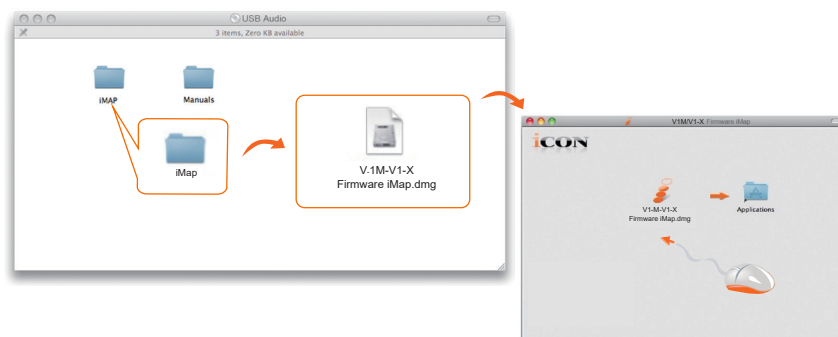 USB Audio
3 items, Zero KB available
iMAP
Manuals
iMap
V-1M-V1-X
Firmware iMap.dmg
V1M/V1-X Firmware iMap
iCON
V1-M-V1-X
Firmware iMap.dmg
Applications